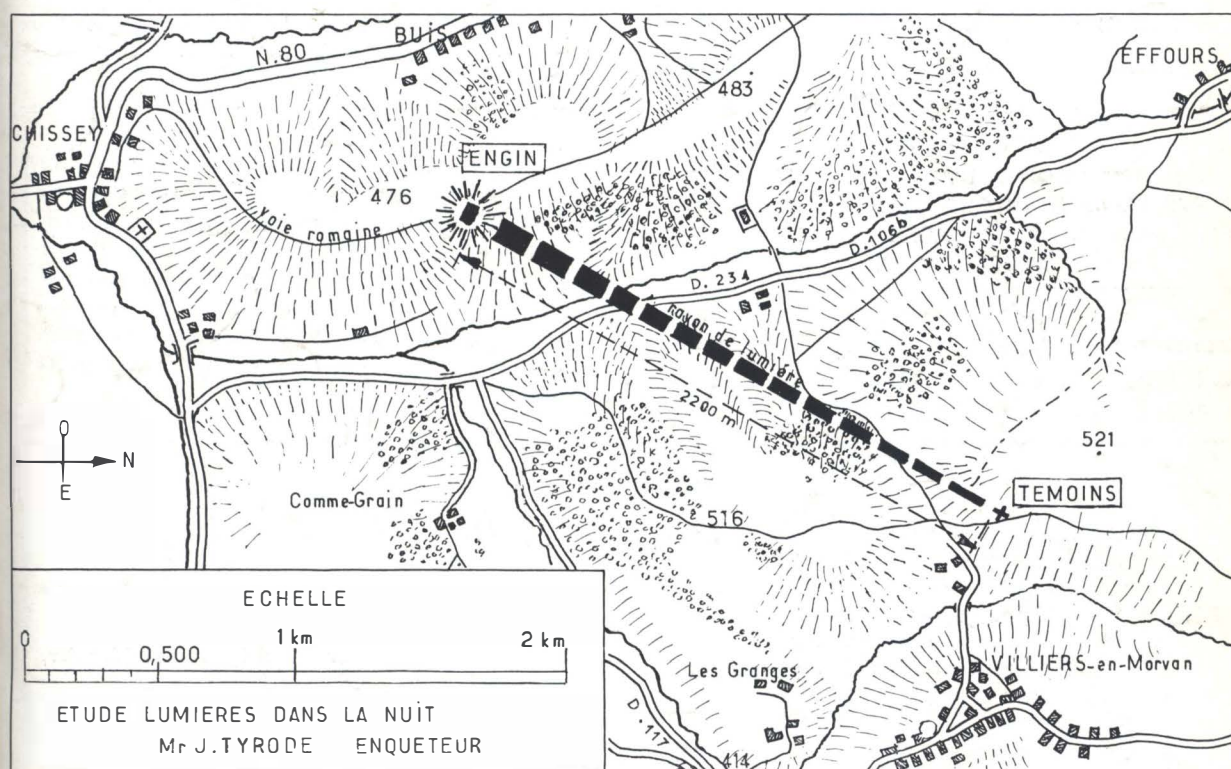 BUIS
N.80
EFFOURS
483
CHISSEY
ENGIN
476
voie romaine
D.106b
D. 234
rayon de lumière
2200 m
521
O
N
E
TEMOINS
Comme-Grain
516
ECHELLE
0
0,500
1 km
2 km
Les Granges
VILLIERS-en-Morvan
D.117
414
ETUDE LUMIERES DANS LA NUIT
Mr J.TYRODE ENQUETEUR